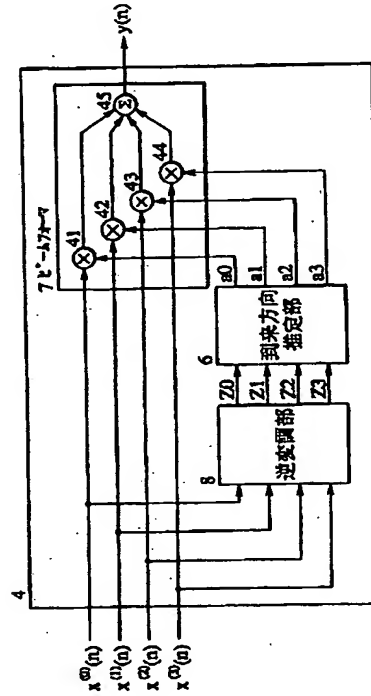 4
7 ビームフォーマ
x⁽⁰⁾(n)
x⁽¹⁾(n)
x⁽²⁾(n)
x⁽³⁾(n)
41
42
43
44
45
Σ
y(n)
8
逆変調部
Z0
Z1
Z2
Z3
6
到来方向
推定部
a0
a1
a2
a3